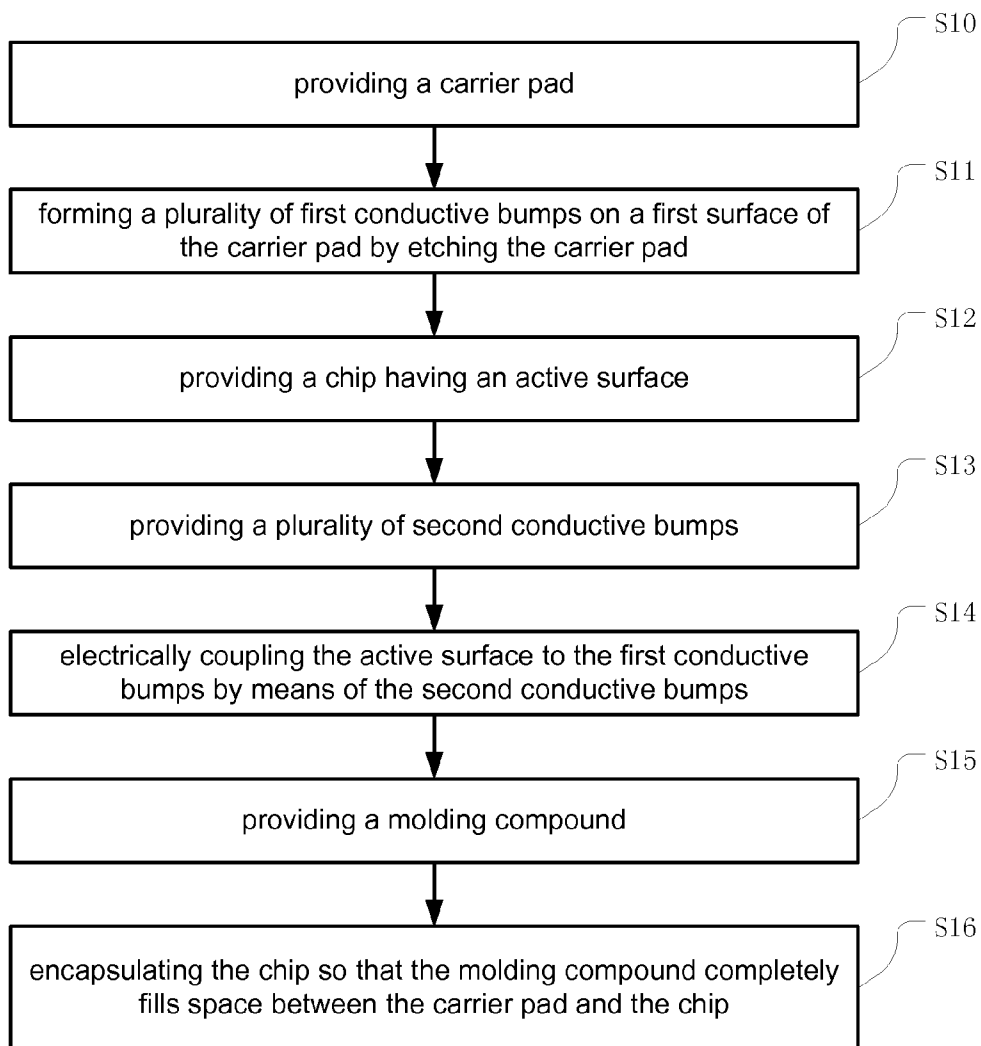 S10
providing a carrier pad
S11
forming a plurality of first conductive bumps on a first surface of
the carrier pad by etching the carrier pad
S12
providing a chip having an active surface
S13
providing a plurality of second conductive bumps
S14
electrically coupling the active surface to the first conductive
bumps by means of the second conductive bumps
S15
providing a molding compound
S16
encapsulating the chip so that the molding compound completely
fills space between the carrier pad and the chip